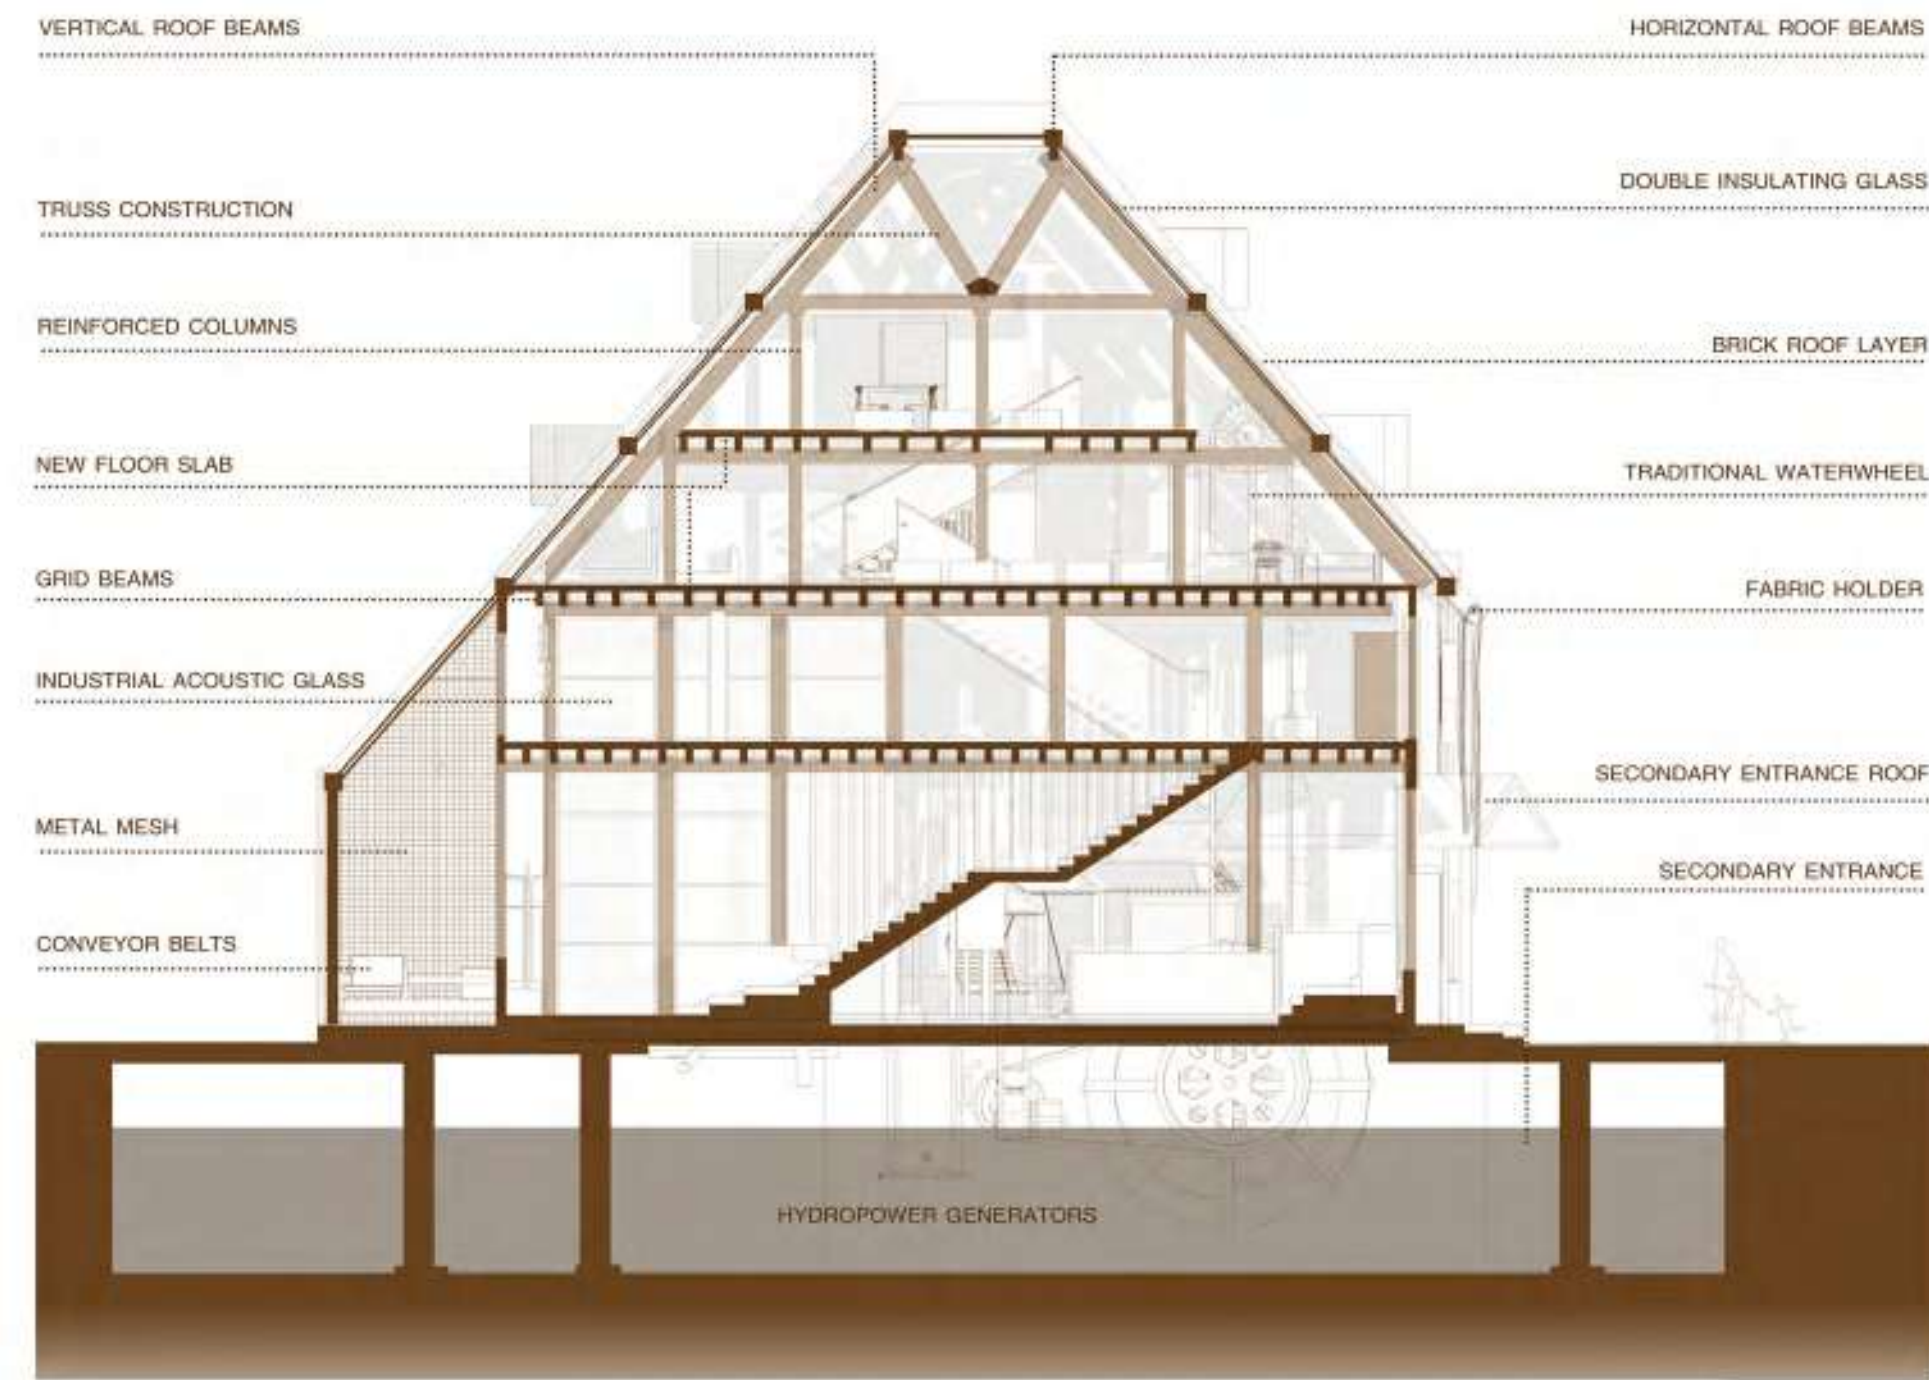 VERTICAL ROOF BEAMS
TRUSS CONSTRUCTION
REINFORCED COLUMNS
NEW FLOOR SLAB
GRID BEAMS
INDUSTRIAL ACOUSTIC GLASS
METAL MESH
CONVEYOR BELTS
HORIZONTAL ROOF BEAMS
DOUBLE INSULATING GLASS
BRICK ROOF LAYER
TRADITIONAL WATERWHEEL
FABRIC HOLDER
SECONDARY ENTRANCE ROOF
SECONDARY ENTRANCE
HYDROPOWER GENERATORS